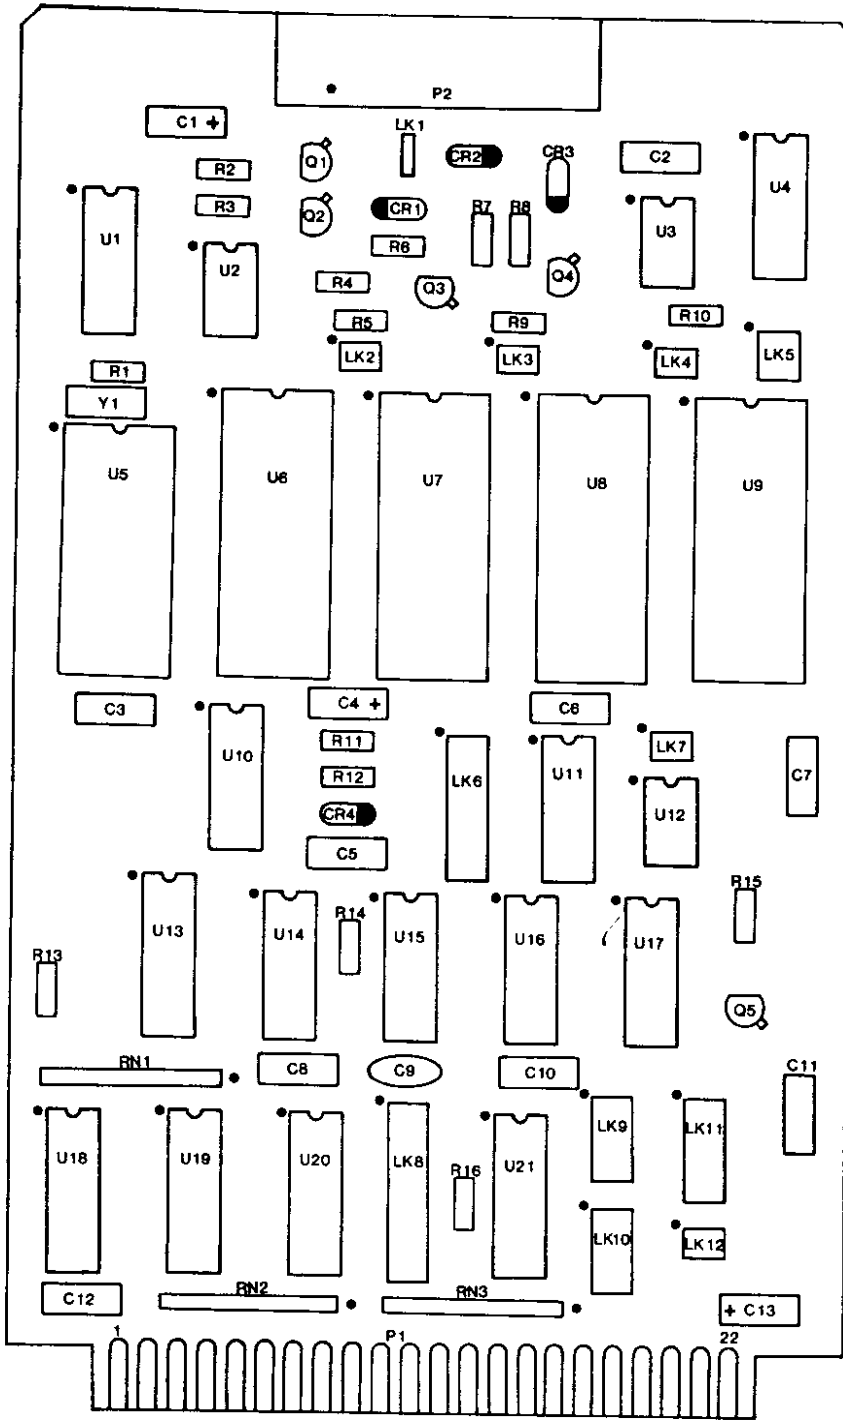 P2
C1 +
LK1
Q1
CR2
CR3
C2
R2
U4
R3
Q2
CR1
R7
R8
U1
U3
R6
U2
R4
Q3
Q4
R5
R9
R10
LK2
LK3
LK4
LK5
R1
Y1
U5
U6
U7
U8
U9
C3
C4 +
C6
R11
U10
R12
LK6
U11
LK7
C7
CR4
U12
C5
R15
R14
U13
U14
U15
U16
U17
R13
Q5
RN1
C8
C9
C10
C11
LK9
LK11
U18
U19
U20
LK8
R16
U21
LK10
LK12
C12
RN2
RN3
+ C13
1
P1
22